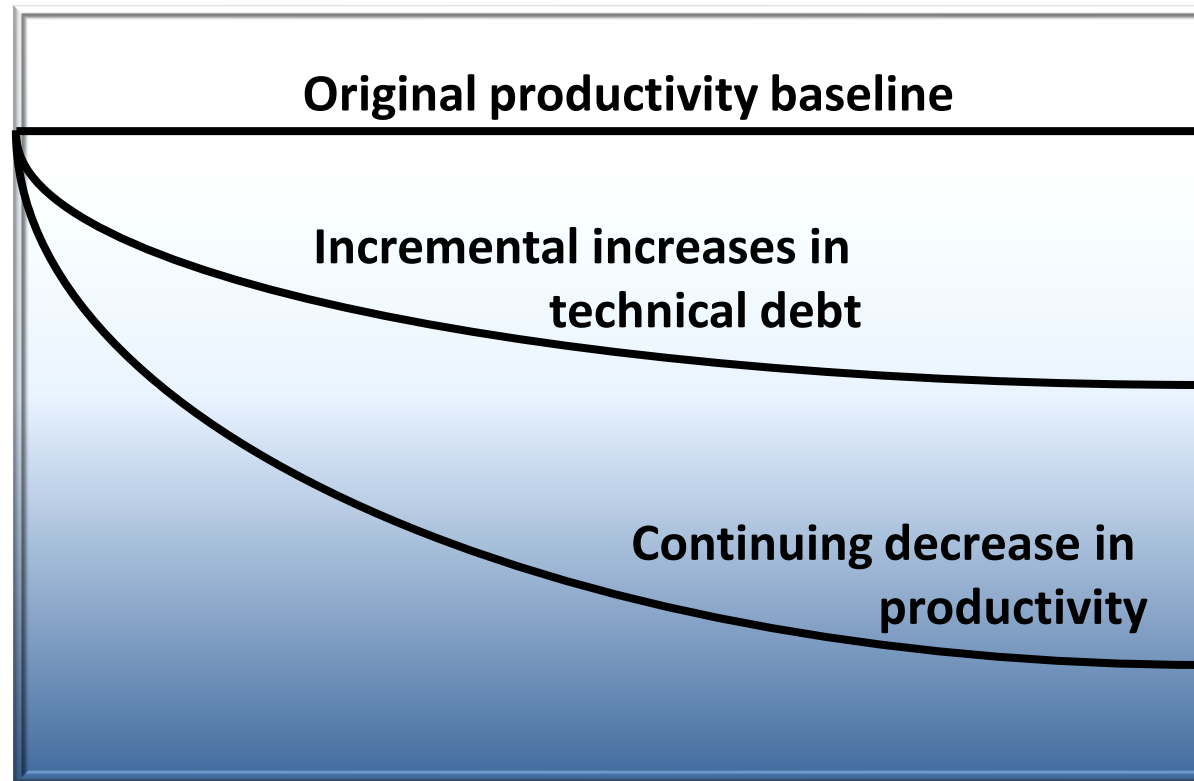 Original productivity baseline
Incremental increases in
technical debt
Continuing decrease in
productivity